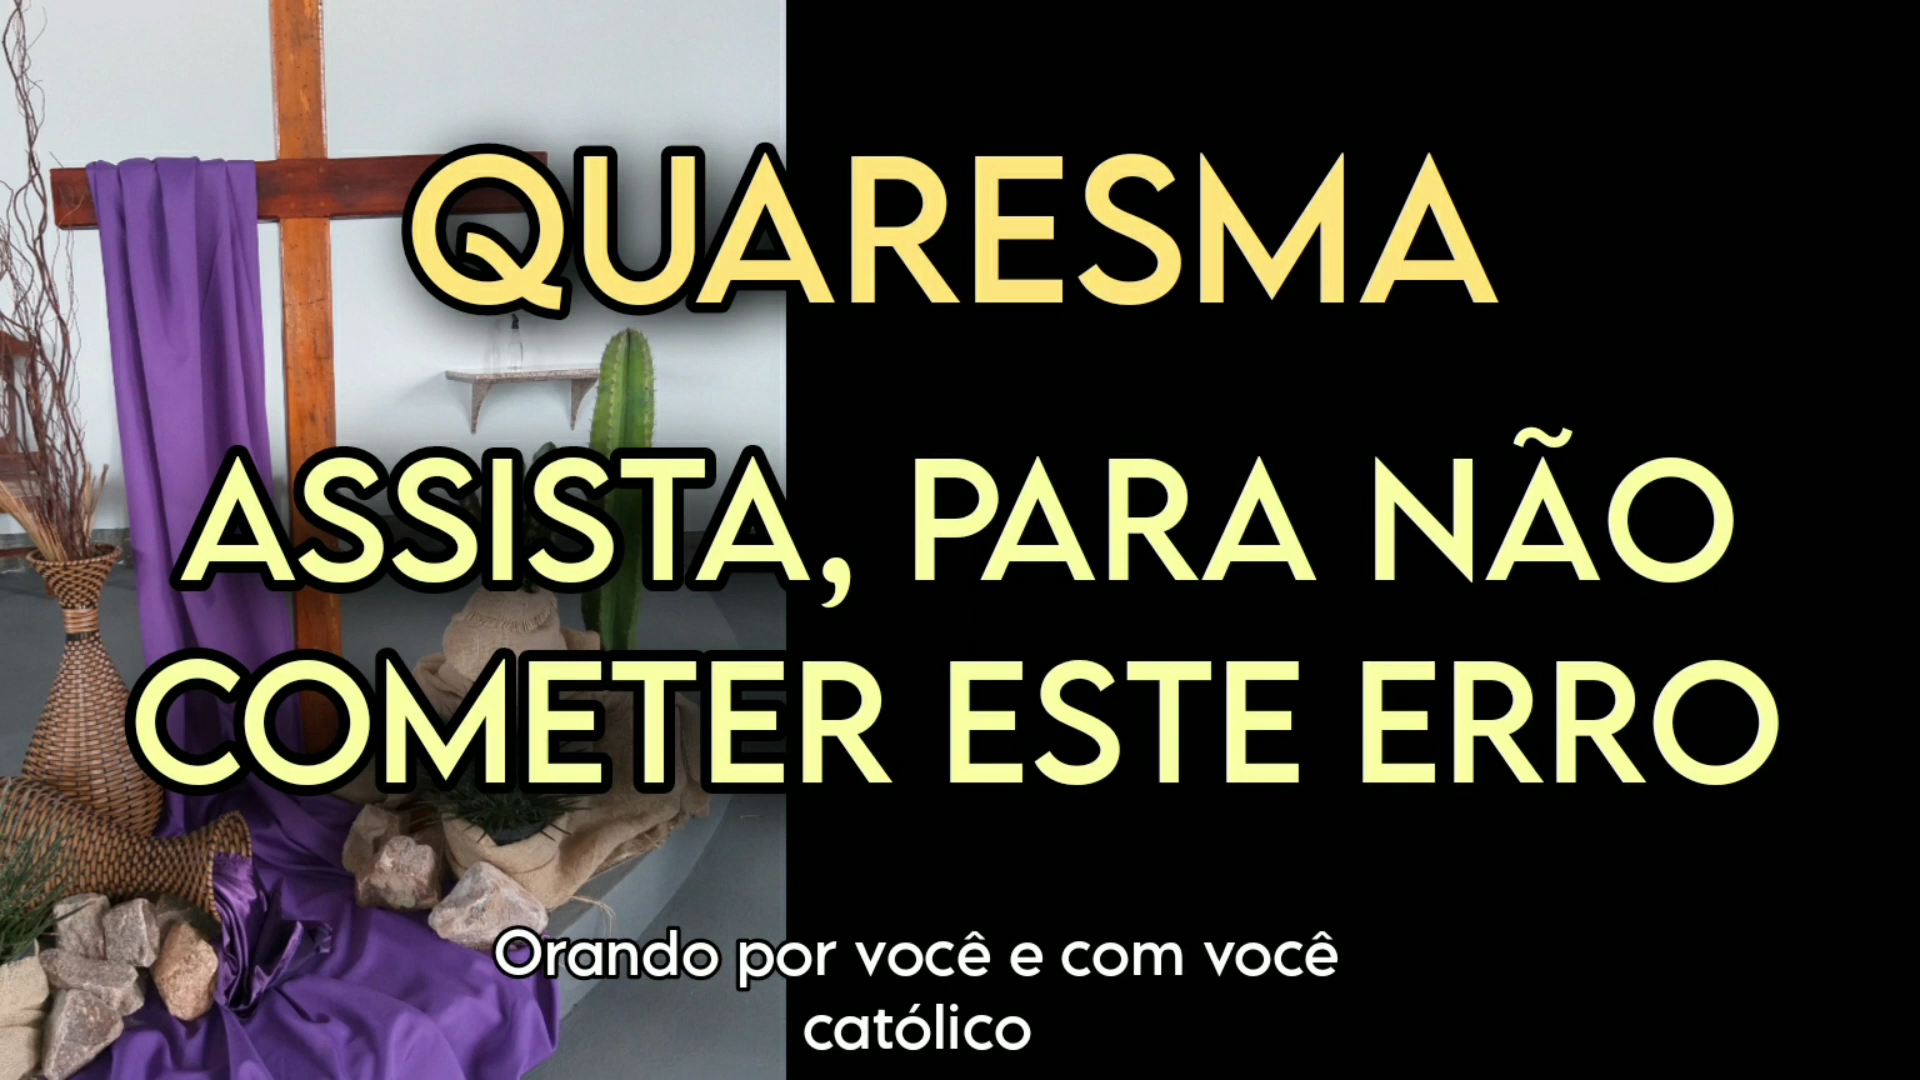 QUARESMA
ASSISTA, PARA NÃO
COMETER ESTE ERRO
Orando por você e com você
católico